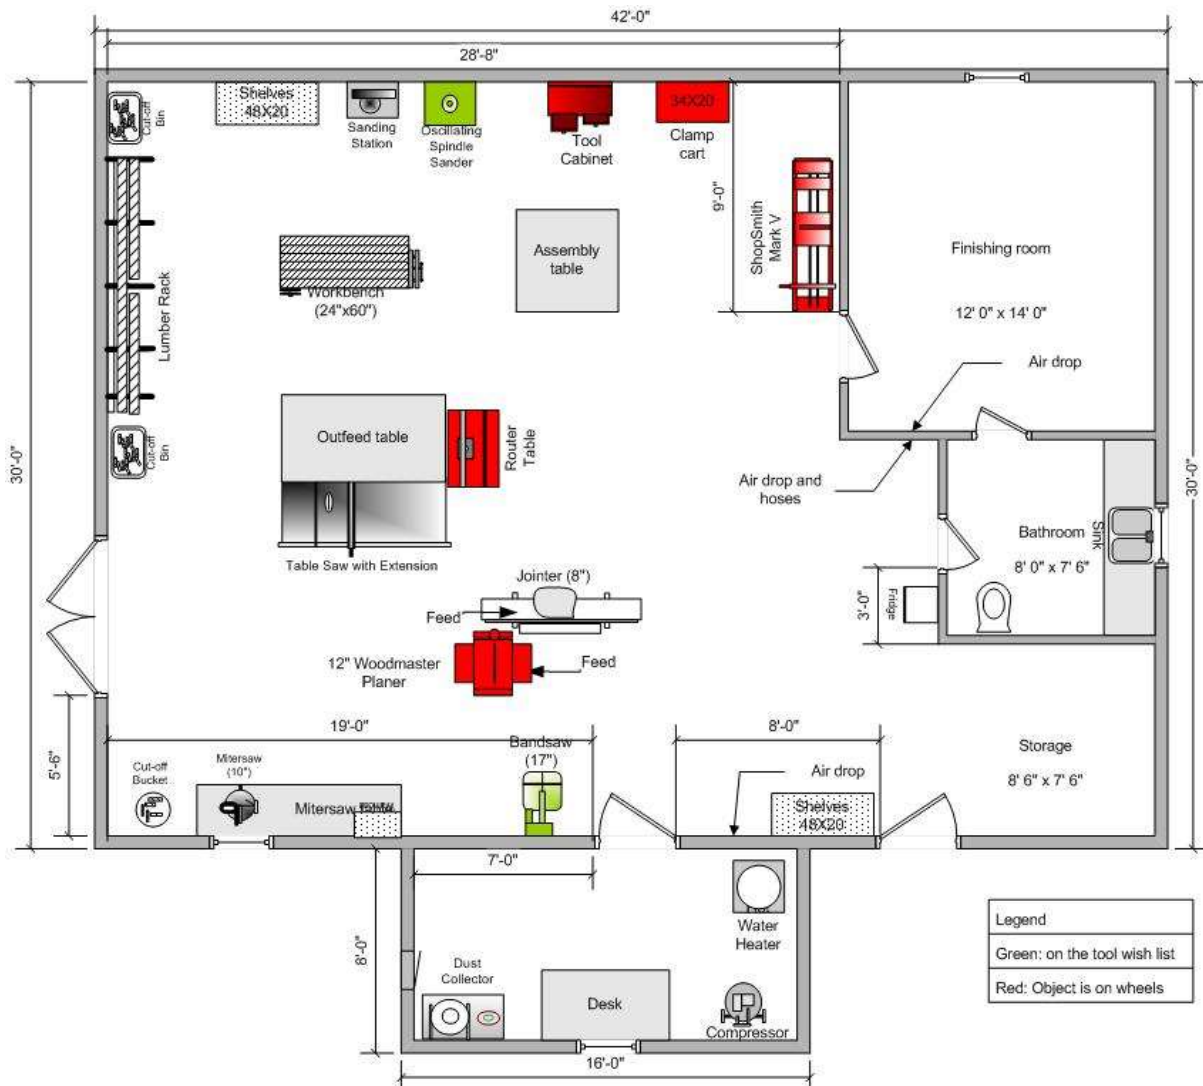 42'-0"
28'-8"
Shelves
48X20
Cut-off
Bin
Sanding
Station
Oscillating
Spindle
Sander
Tool
Cabinet
34X20
Clamp
cart
9'-0"
ShopSmith
Mark V
Assembly
table
Finishing room
12' 0" x 14' 0"
Workbench
(24"x60")
Lumber Rack
Air drop
Outfeed table
Router
Table
Cut-off
Bin
30'-0"
30'-0"
Air drop and
hoses
Bathroom
8' 0" x 7' 6"
Sink
Table Saw with Extension
Jointer (8")
Feed
3'-0"
Fridge
12" Woodmaster
Planer
Feed
19'-0"
8'-0"
5'-6"
Storage
8' 6" x 7' 6"
Cut-off
Bucket
Mitersaw
(10")
Mitersaw
Bandsaw
(17")
Air drop
Shelves
48X20
7'-0"
8'-0"
Water
Heater
Dust
Collector
Desk
Compressor
16'-0"
Legend
Green: on the tool wish list
Red: Object is on wheels